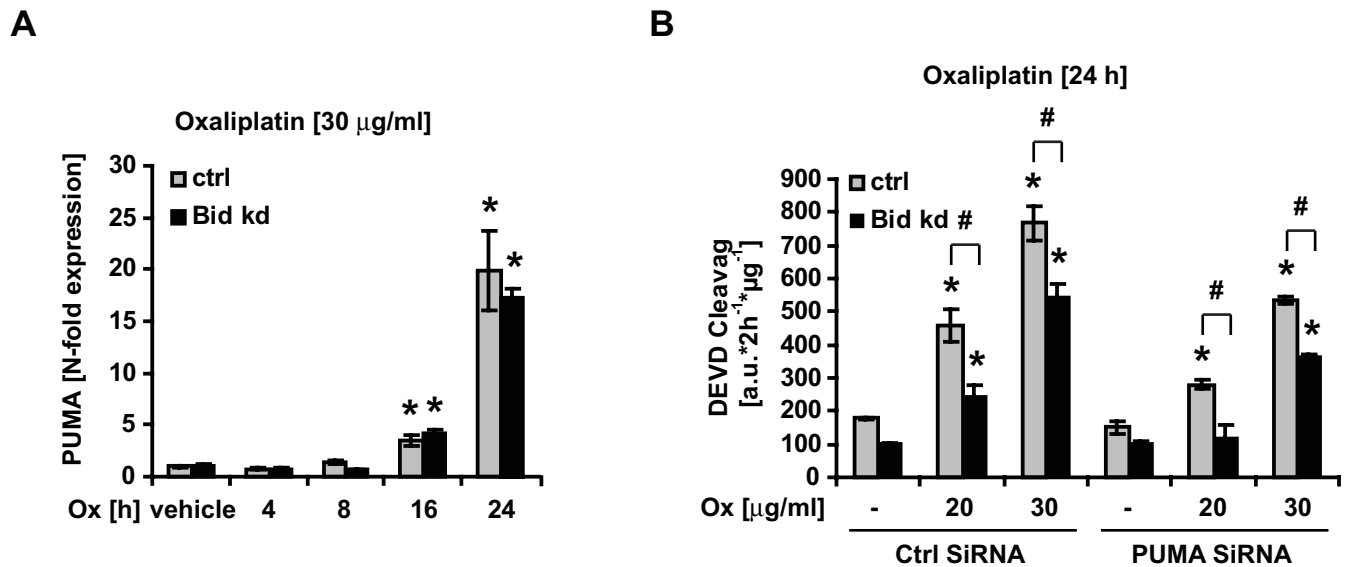 A
Oxaliplatin [30 μg/ml]
PUMA [N-fold expression]
30
25
20
15
10
5
0
ctrl
Bid kd
* *
* *
Ox [h] vehicle 4 8 16 24
B
Oxaliplatin [24 h]
DEVD Cleavag
[a.u.*2h⁻¹*μg⁻¹]
900
800
700
600
500
400
300
200
100
0
ctrl
Bid kd
#
* *
#
* *
#
*
#
* *
Ox [μg/ml] - 20 30 - 20 30
Ctrl SiRNA PUMA SiRNA